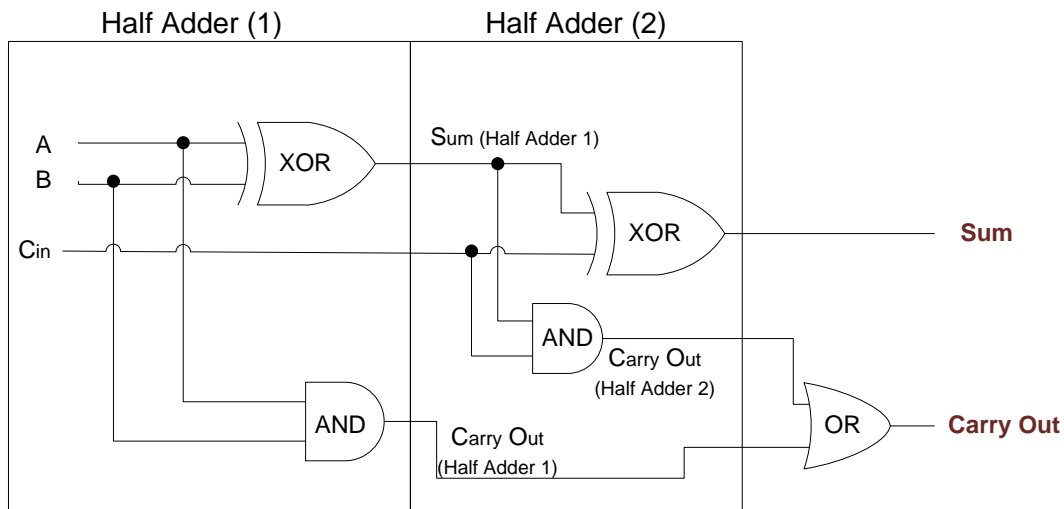 Half Adder (1)
Half Adder (2)
A
B
Cin
XOR
Sum (Half Adder 1)
XOR
Sum
AND
Carry Out
(Half Adder 2)
AND
Carry Out
(Half Adder 1)
OR
Carry Out